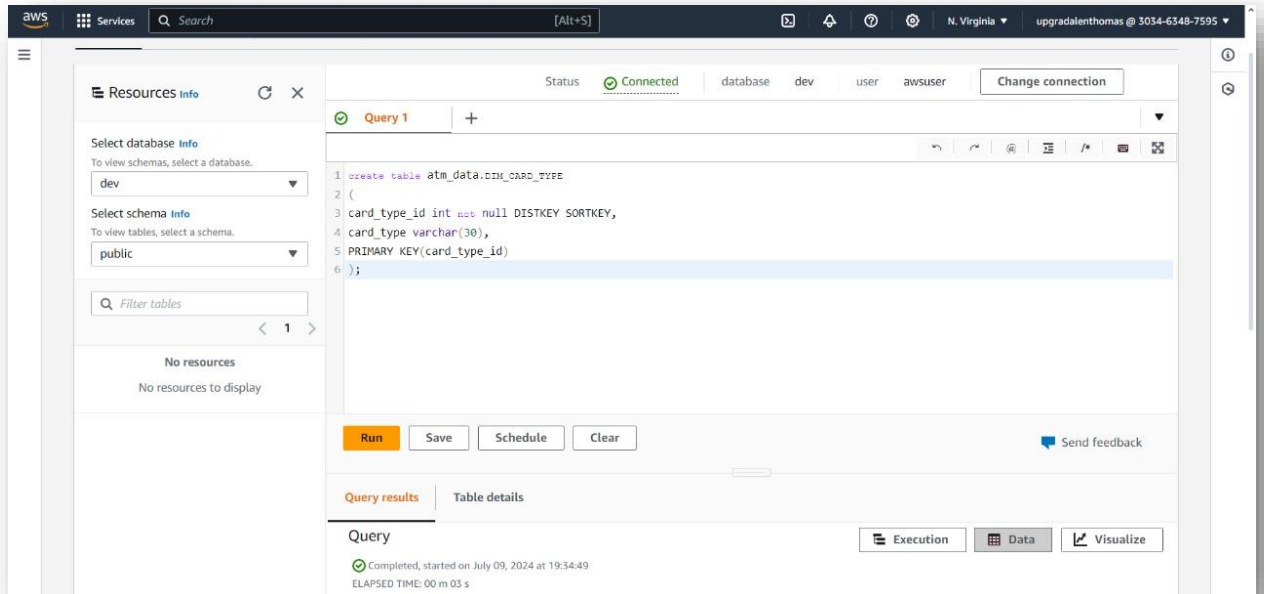 aws Services Search [Alt+S] N. Virginia upgradalenthomas @ 3034-6348-7595
Resources Info
Status Connected database dev user awsuser Change connection
Query 1 +
Select database Info
To view schemas, select a database.
dev
Select schema Info
To view tables, select a schema.
public
Filter tables
1
No resources
No resources to display
1 create table atm_data.DIM_CARD_TYPE
2 (
3 card_type_id int not null DISTKEY SORTKEY,
4 card_type varchar(30),
5 PRIMARY KEY(card_type_id)
6 );
Run Save Schedule Clear
Send feedback
Query results Table details
Query
Execution Data Visualize
Completed, started on July 09, 2024 at 19:34:49
ELAPSED TIME: 00 m 03 s